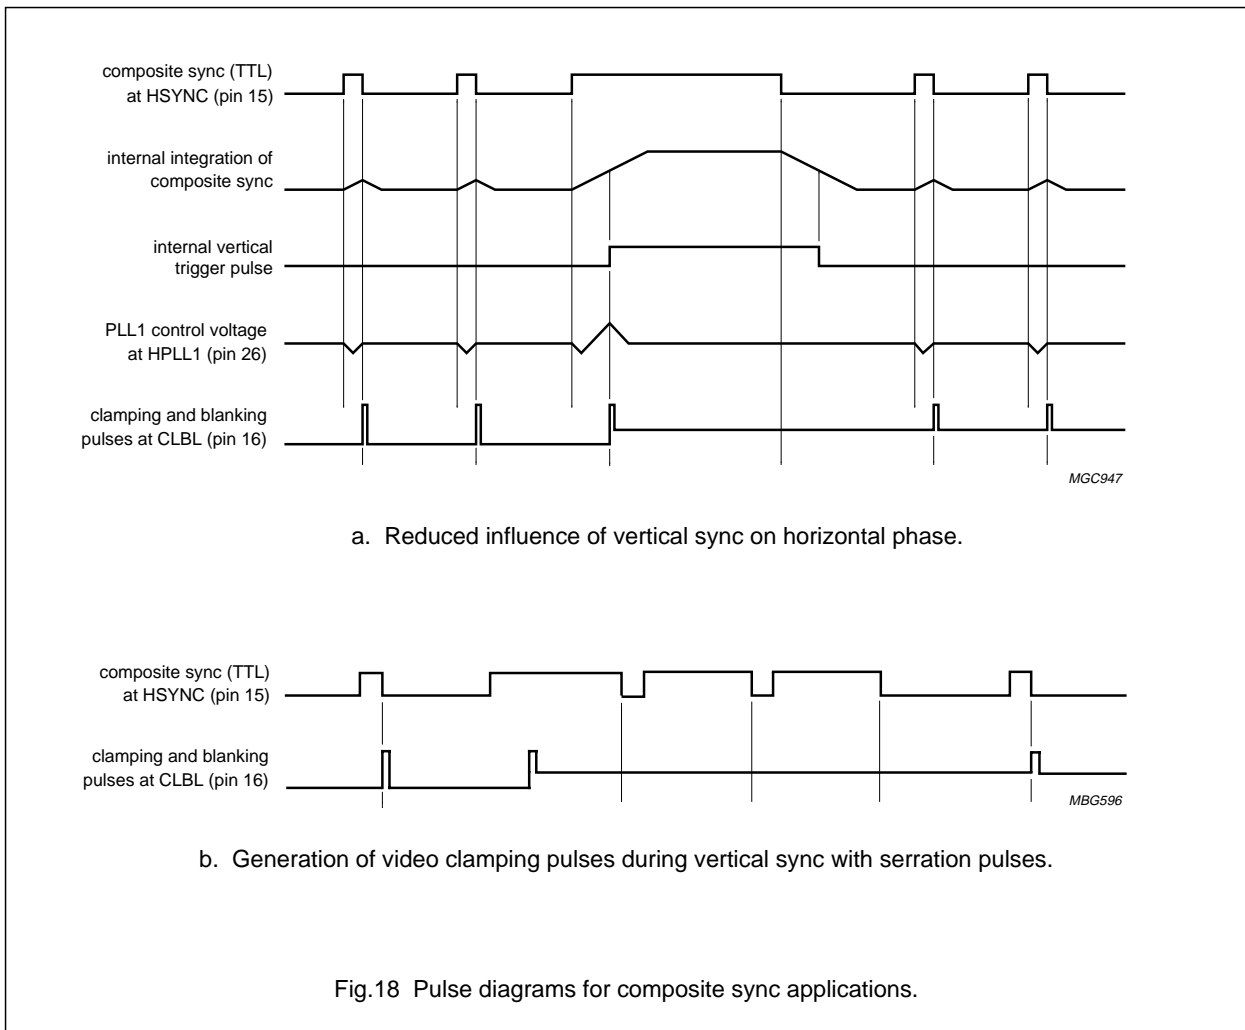 composite sync (TTL)
at HSYNC (pin 15)
internal integration of
composite sync
internal vertical
trigger pulse
PLL1 control voltage
at HPLL1 (pin 26)
clamping and blanking
pulses at CLBL (pin 16)
MGC947
a. Reduced influence of vertical sync on horizontal phase.
composite sync (TTL)
at HSYNC (pin 15)
clamping and blanking
pulses at CLBL (pin 16)
MBG596
b. Generation of video clamping pulses during vertical sync with serration pulses.
Fig.18 Pulse diagrams for composite sync applications.